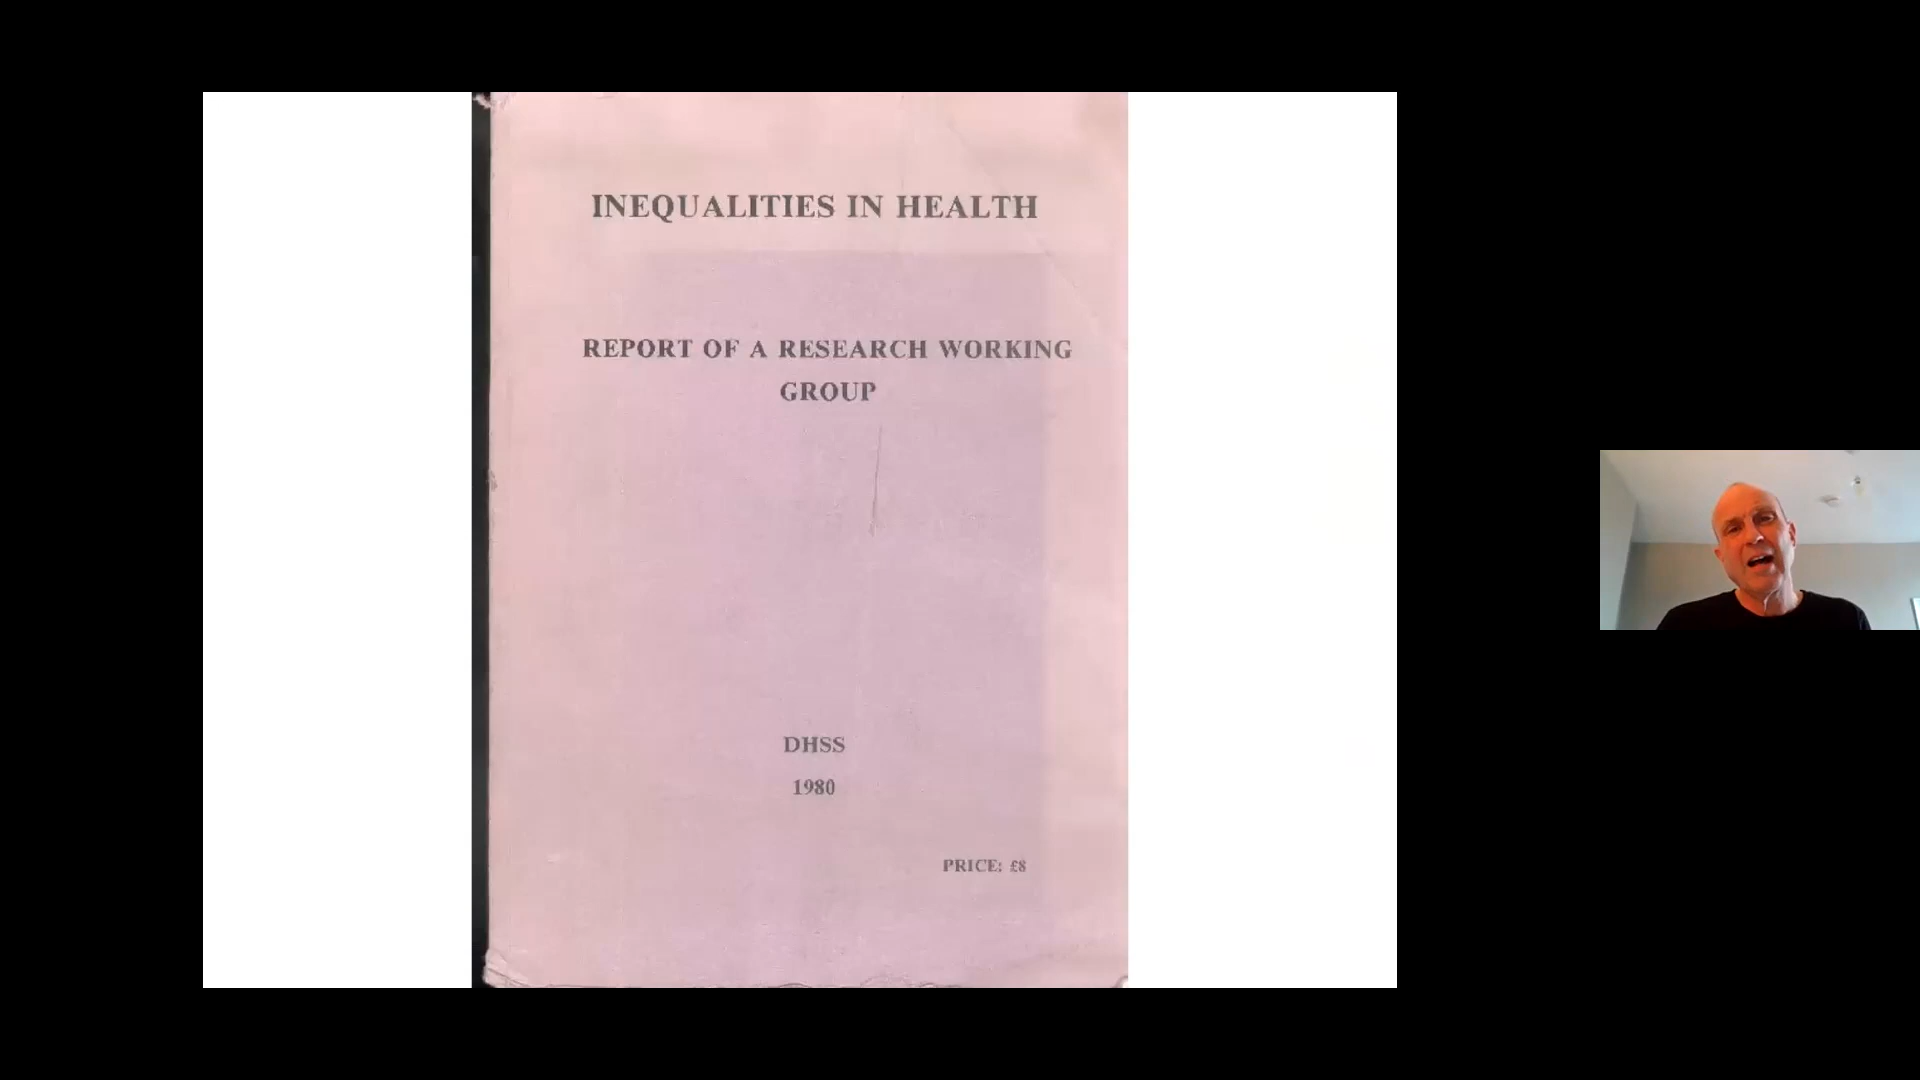 INEQUALITIES IN HEALTH
REPORT OF A RESEARCH WORKING
GROUP
DHSS
1980
PRICE: £8